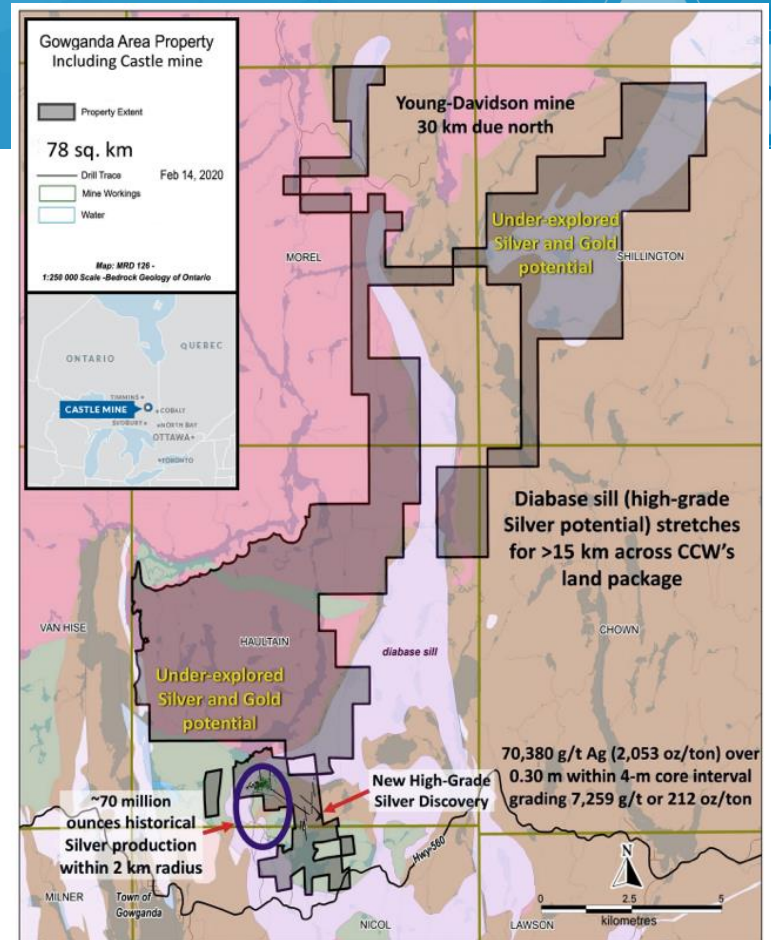 Gowganda Area Property
Including Castle mine
Property Extent
78 sq. km
Drill Trace
Feb 14, 2020
Mine Workings
Water
Map: MRD 126 -
1:250 000 Scale -Bedrock Geology of Ontario
ONTARIO
QUEBEC
TIMMINS
CASTLE MINE
COBALT
SUDBURY
NORTH BAY
OTTAWA
TORONTO
Young-Davidson mine
30 km due north
MOREL
Under-explored
Silver and Gold
potential
SHILLINGTON
Diabase sill (high-grade
Silver potential) stretches
for >15 km across CCW's
land package
VAN HISE
HAULTAIN
diabase sill
CHOWN
Under-explored
Silver and Gold
potential
70,380 g/t Ag (2,053 oz/ton) over
0.30 m within 4-m core interval
grading 7,259 g/t or 212 oz/ton
New High-Grade
Silver Discovery
~70 million
ounces historical
Silver production
within 2 km radius
Hwy-560
N
MILNER
Town of
Gowganda
NICOL
LAWSON
0 2.5 5
kilometres